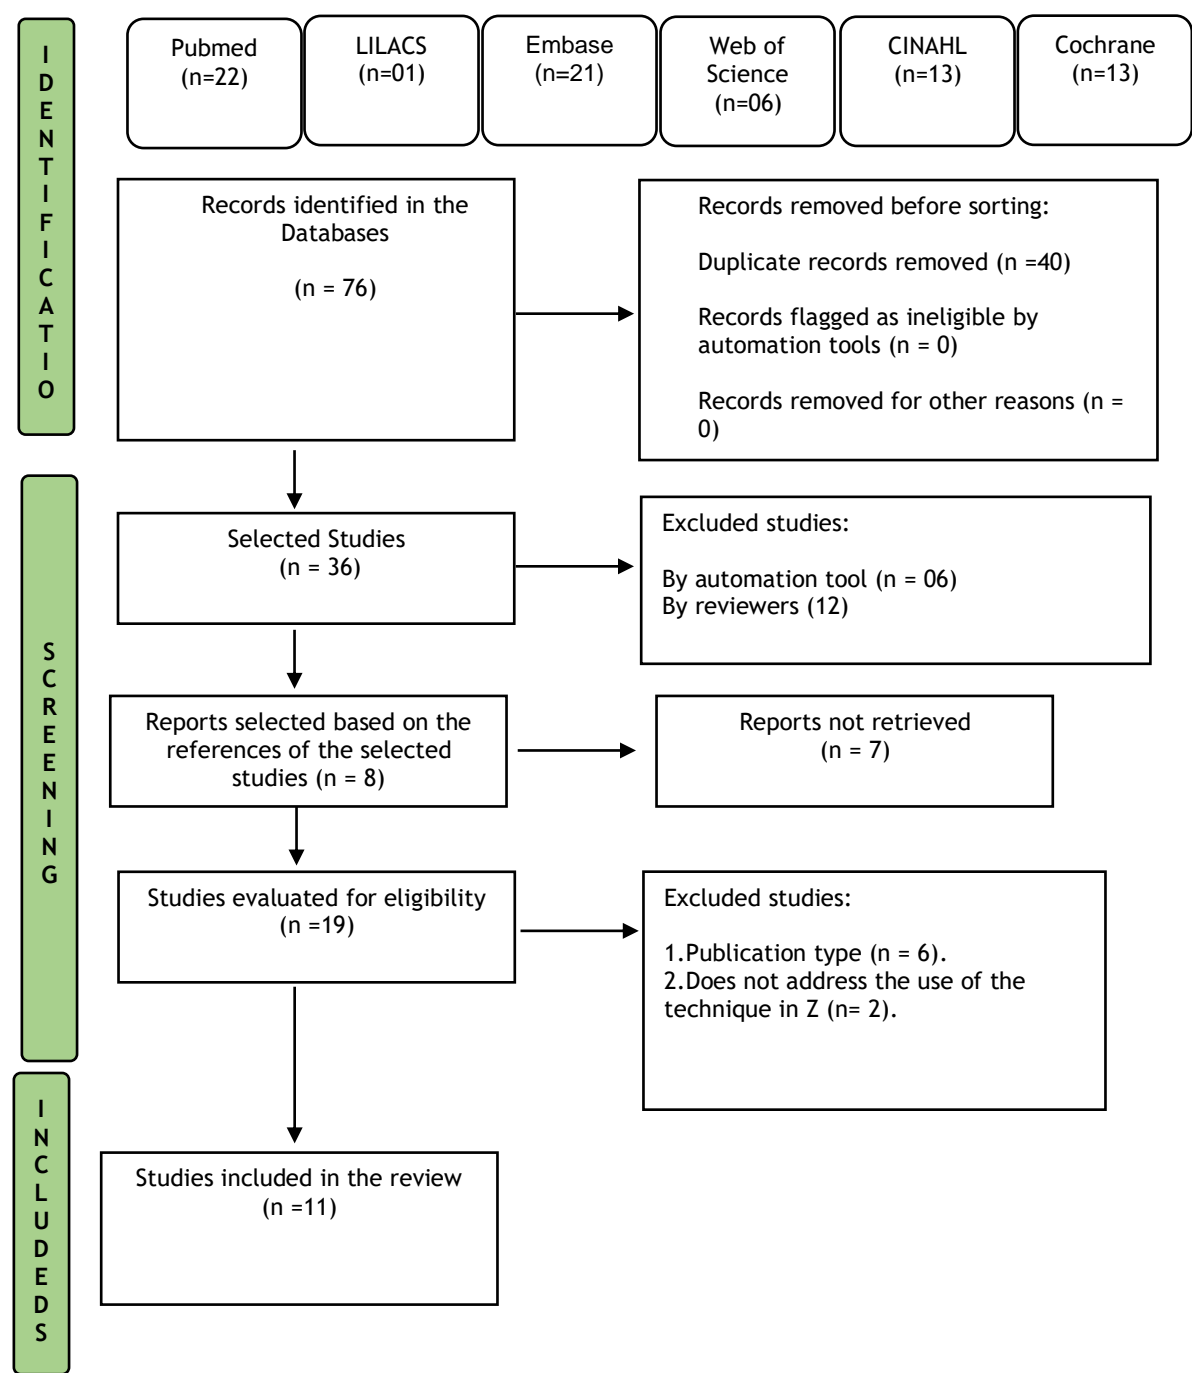 IDENTIFICATIO
Pubmed
(n=22)
LILACS
(n=01)
Embase
(n=21)
Web of
Science
(n=06)
CINAHL
(n=13)
Cochrane
(n=13)
Records identified in the
Databases
(n = 76)
Records removed before sorting:
Duplicate records removed (n =40)
Records flagged as ineligible by
automation tools (n = 0)
Records removed for other reasons (n =
0)
SCREENING
Selected Studies
(n = 36)
Excluded studies:
By automation tool (n = 06)
By reviewers (12)
Reports selected based on the
references of the selected
studies (n = 8)
Reports not retrieved
(n = 7)
Studies evaluated for eligibility
(n =19)
Excluded studies:
1.Publication type (n = 6).
2.Does not address the use of the
technique in Z (n= 2).
INCLUDEDS
Studies included in the review
(n =11)